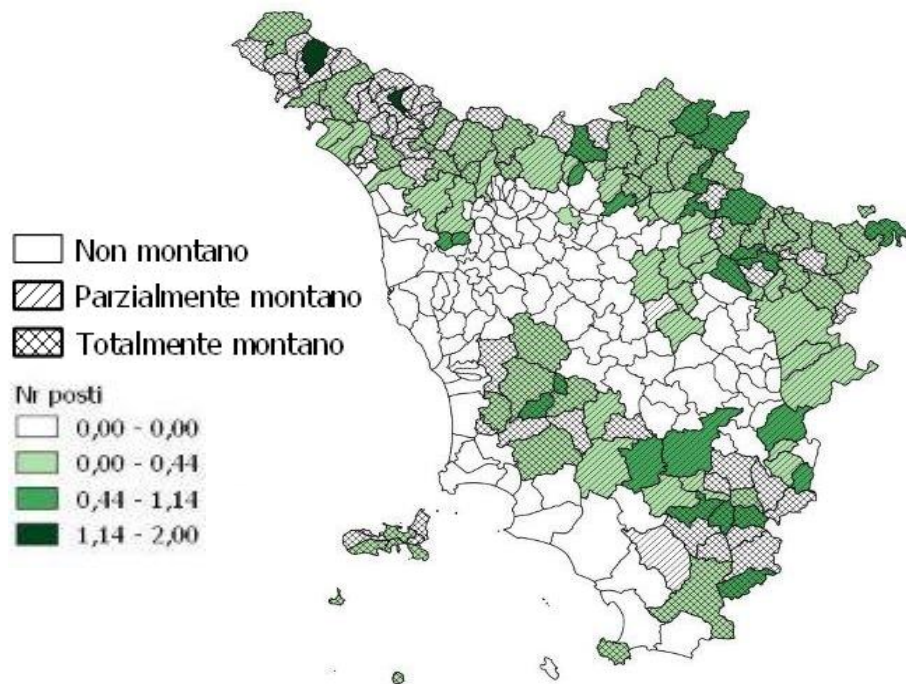 Non montano
Parzialmente montano
Totalmente montano
Nr posti
0,00 - 0,00
0,00 - 0,44
0,44 - 1,14
1,14 - 2,00